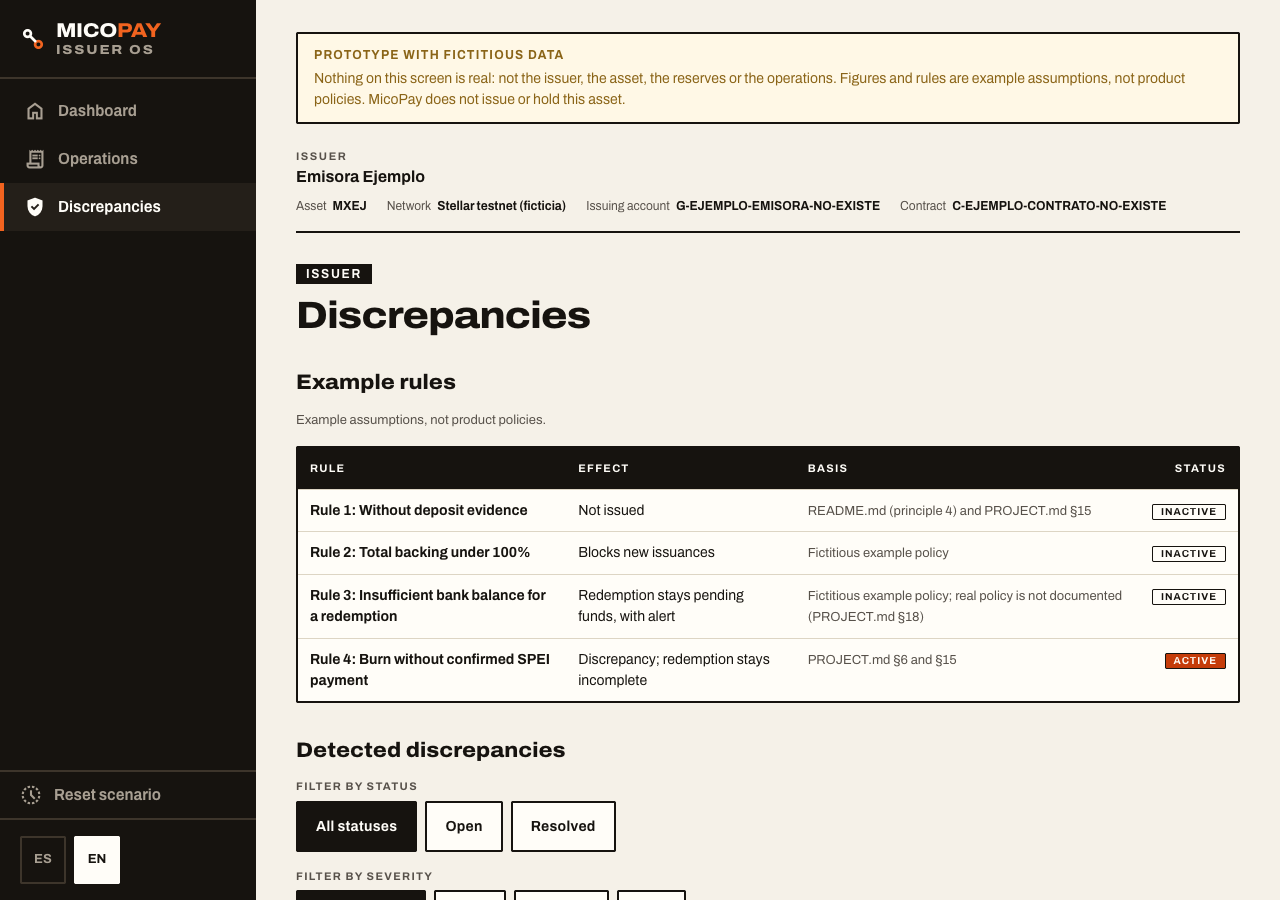 MICOPAY
ISSUER OS
Dashboard
Operations
Discrepancies
Reset scenario
ES
EN
PROTOTYPE WITH FICTITIOUS DATA
Nothing on this screen is real: not the issuer, the asset, the reserves or the operations. Figures and rules are example assumptions, not product
policies. MicoPay does not issue or hold this asset.
ISSUER
Emisora Ejemplo
Asset MXEJ Network Stellar testnet (ficticia) Issuing account G-EJEMPLO-EMISORA-NO-EXISTE Contract C-EJEMPLO-CONTRATO-NO-EXISTE
ISSUER
Discrepancies
Example rules
Example assumptions, not product policies.
RULE EFFECT BASIS STATUS
Rule 1: Without deposit evidence Not issued README.md (principle 4) and PROJECT.md §15 INACTIVE
Rule 2: Total backing under 100% Blocks new issuances Fictitious example policy INACTIVE
Rule 3: Insufficient bank balance for Redemption stays pending Fictitious example policy; real policy is not documented INACTIVE
a redemption funds, with alert (PROJECT.md §18)
Rule 4: Burn without confirmed SPEI Discrepancy; redemption stays PROJECT.md §6 and §15 ACTIVE
payment incomplete
Detected discrepancies
FILTER BY STATUS
All statuses Open Resolved
FILTER BY SEVERITY